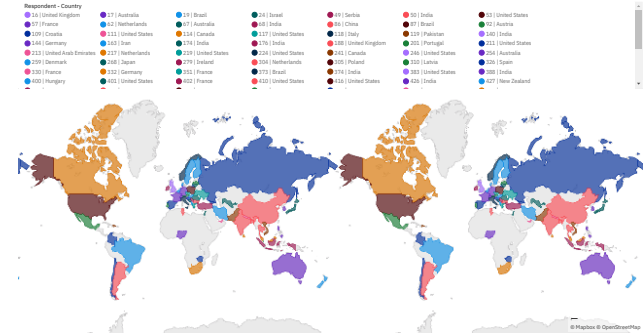 Respondent - Country
16 | United Kingdom 17 | Australia 19 | Brazil 24 | Israel 49 | Serbia 50 | India 53 | United States
57 | France 62 | Netherlands 67 | Australia 68 | India 86 | China 87 | Brazil 92 | Austria
109 | Croatia 111 | United States 114 | Canada 117 | United States 118 | Italy 119 | Pakistan 140 | India
144 | Germany 163 | Iran 174 | India 176 | India 188 | United Kingdom 201 | Portugal 211 | United States
213 | United Arab Emirates 217 | Netherlands 219 | United States 226 | United States 241 | Canada 246 | United States 254 | Australia
259 | Denmark 268 | Japan 279 | Ireland 304 | Netherlands 305 | Poland 310 | Latvia 326 | Spain
330 | France 332 | Germany 351 | France 373 | Brazil 374 | India 383 | United States 388 | India
400 | Hungary 401 | United States 402 | France 410 | United States 416 | United States 426 | India 427 | New Zealand
© Mapbox © OpenStreetMap